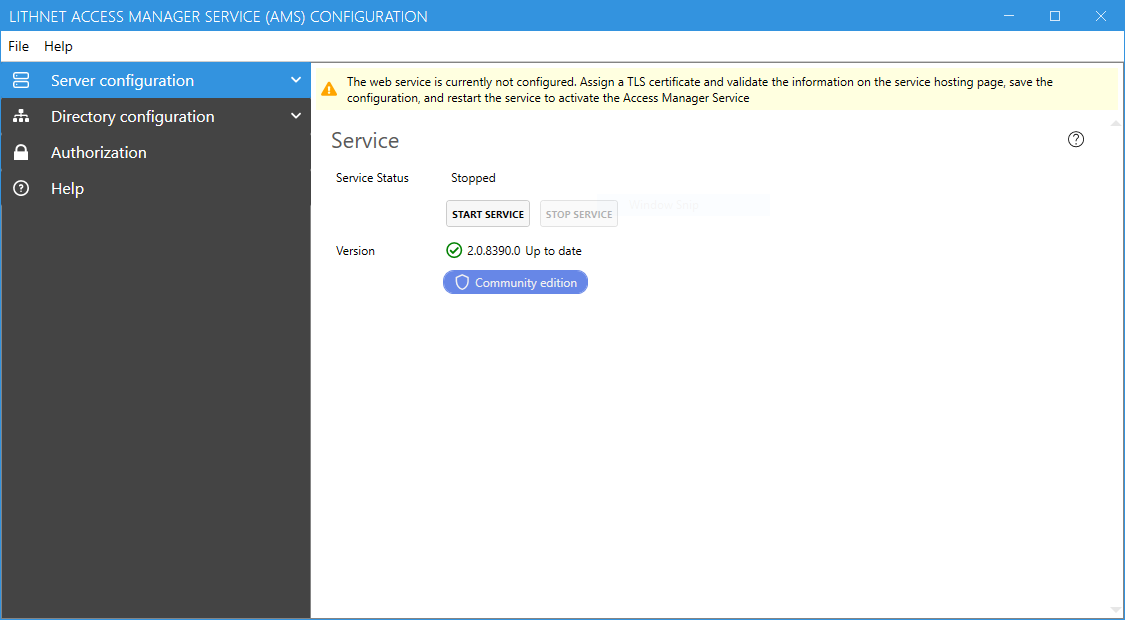 LITHNET ACCESS MANAGER SERVICE (AMS) CONFIGURATION
File Help
Server configuration
Directory configuration
Authorization
Help
The web service is currently not configured. Assign a TLS certificate and validate the information on the service hosting page, save the
configuration, and restart the service to activate the Access Manager Service
Service
Service Status Stopped
Window Snip
START SERVICE STOP SERVICE
Version 2.0.8390.0 Up to date
Community edition